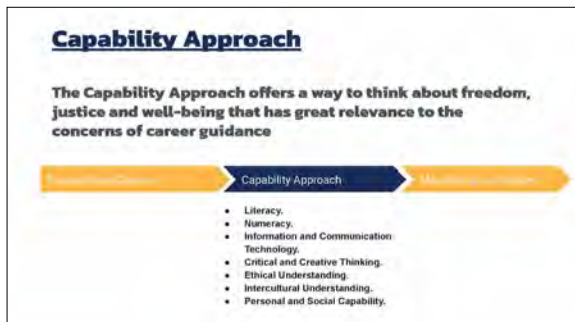 Capability Approach
The Capability Approach offers a way to think about freedom,
justice and well-being that has great relevance to the
concerns of career guidance
Capability Approach
● Literacy.
● Numeracy.
● Information and Communication
Technology.
● Critical and Creative Thinking.
● Ethical Understanding.
● Intercultural Understanding.
● Personal and Social Capability.